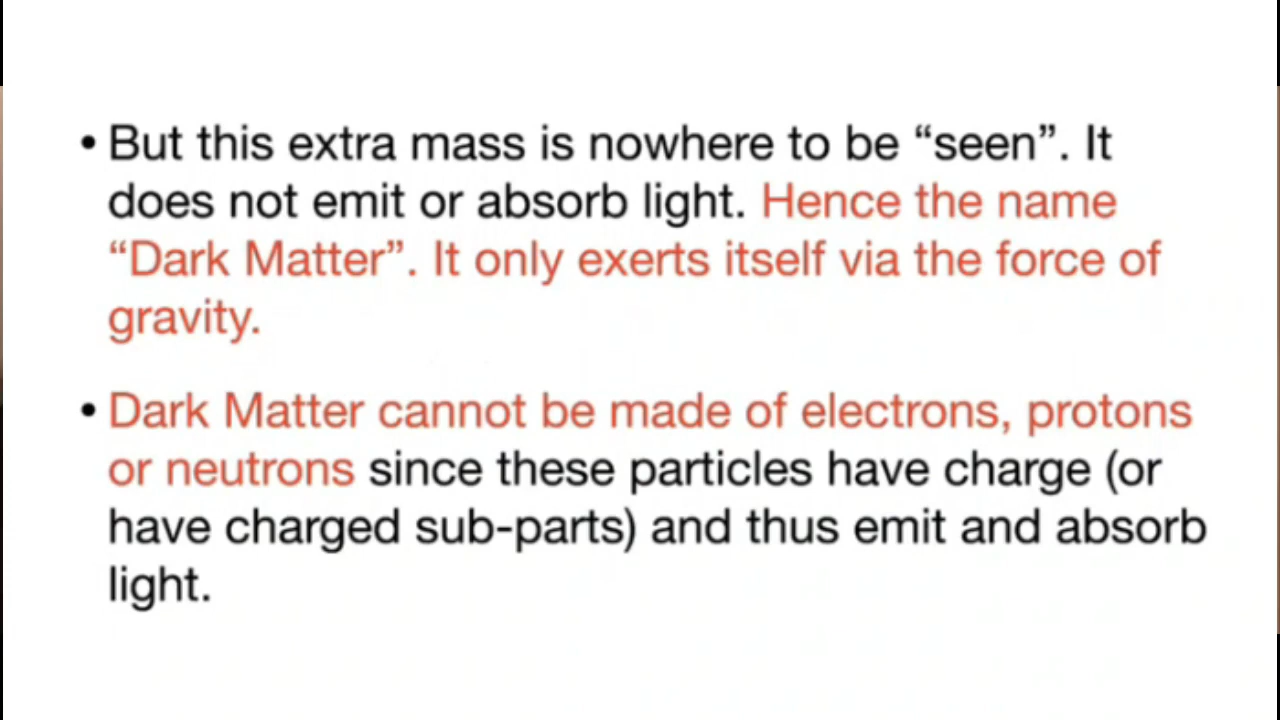 • But this extra mass is nowhere to be “seen”. It
does not emit or absorb light. Hence the name
“Dark Matter”. It only exerts itself via the force of
gravity.
• Dark Matter cannot be made of electrons, protons
or neutrons since these particles have charge (or
have charged sub-parts) and thus emit and absorb
light.